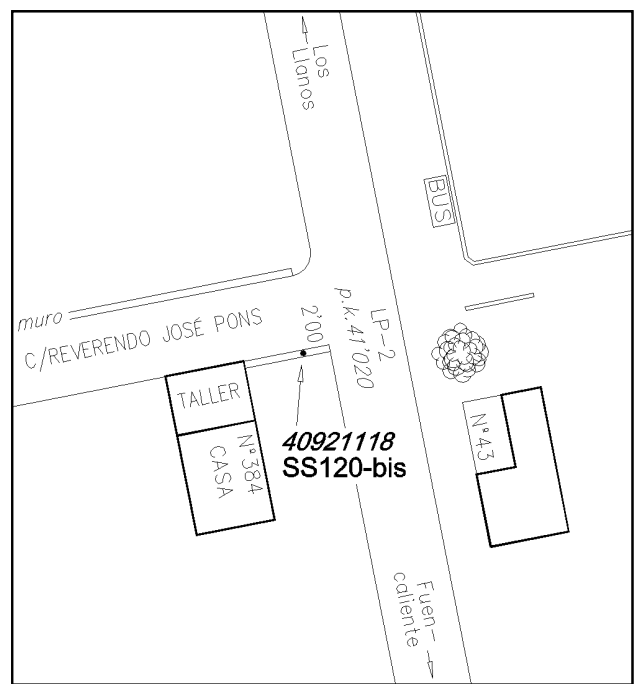 Los
Llanos
BUS
muro
C/REVERENDO JOSÉ PONS
2'00
LP-2
p.k. 41'020
TALLER
Nº384
CASA
40921118
SS120-bis
Nº43
Fuen-
caliente